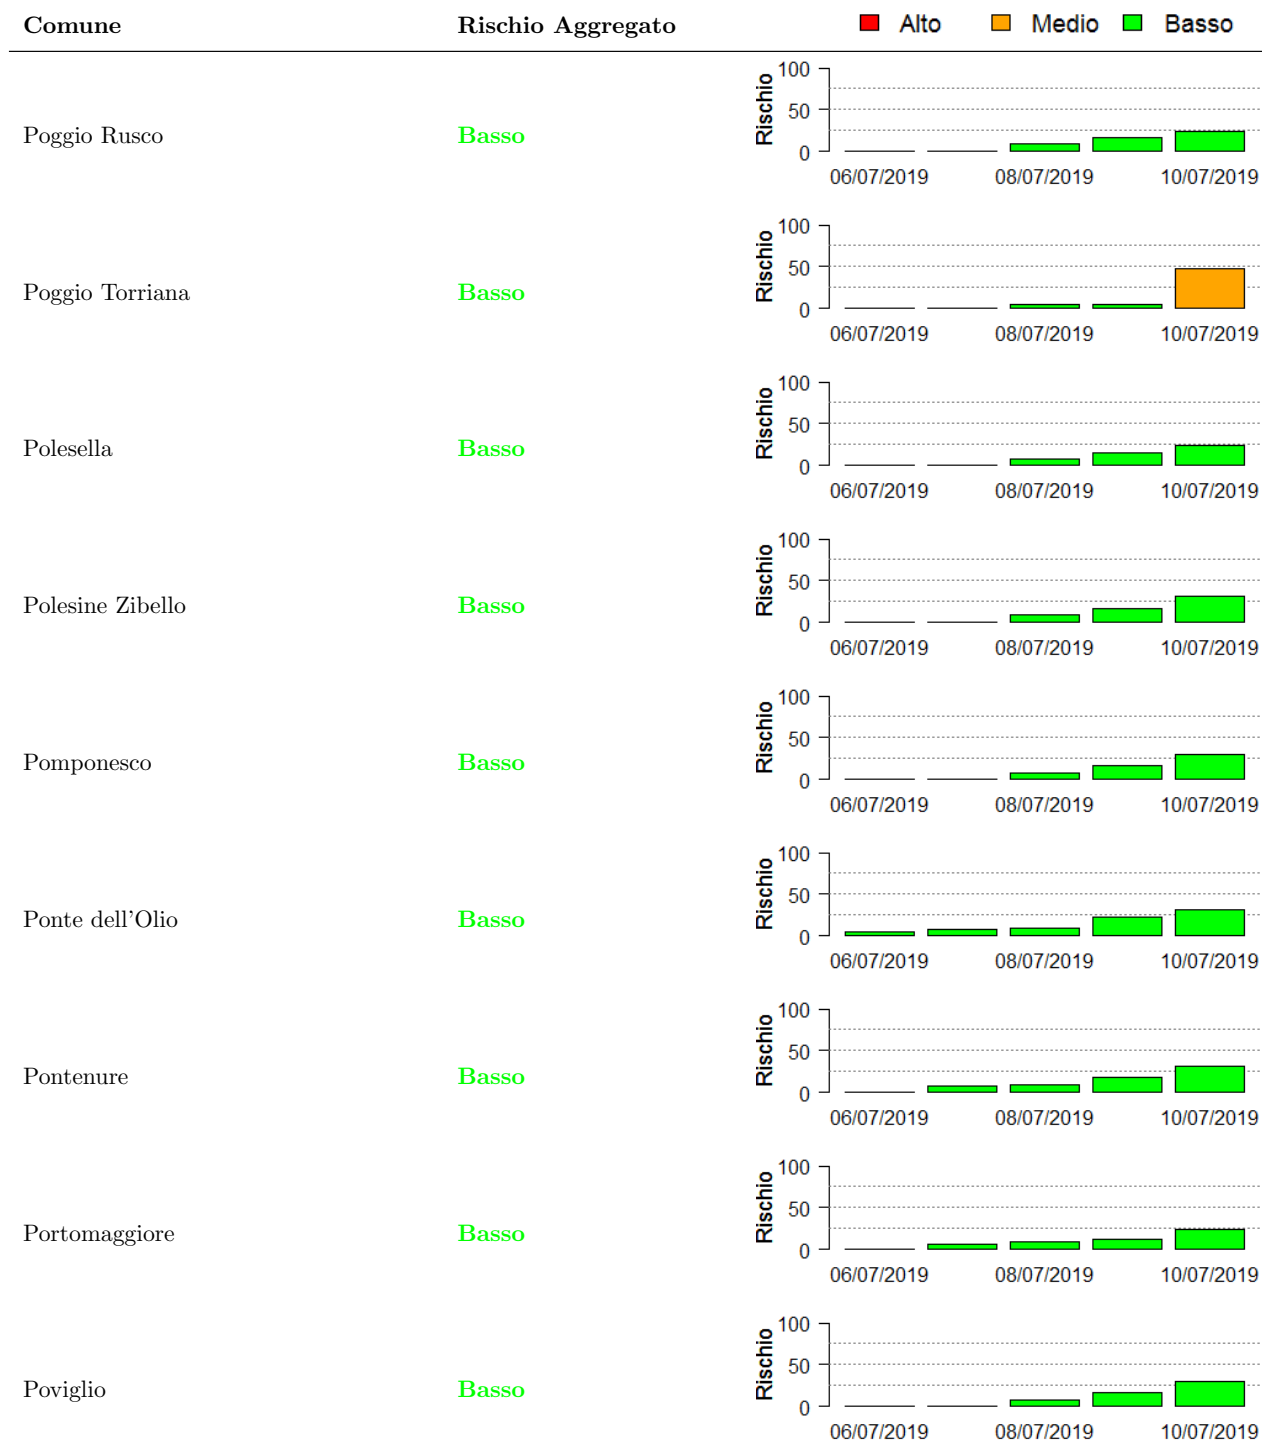 Comune Rischio Aggregato Alto Medio Basso
100
50
0
Rischio
Poggio Rusco Basso
06/07/2019 08/07/2019 10/07/2019
100
50
0
Rischio
Poggio Torriana Basso
06/07/2019 08/07/2019 10/07/2019
100
50
0
Rischio
Polesella Basso
06/07/2019 08/07/2019 10/07/2019
100
50
0
Rischio
Polesine Zibello Basso
06/07/2019 08/07/2019 10/07/2019
100
50
0
Rischio
Pomponesco Basso
06/07/2019 08/07/2019 10/07/2019
100
50
0
Rischio
Ponte dell'Olio Basso
06/07/2019 08/07/2019 10/07/2019
100
50
0
Rischio
Pontenure Basso
06/07/2019 08/07/2019 10/07/2019
100
50
0
Rischio
Portomaggiore Basso
06/07/2019 08/07/2019 10/07/2019
100
50
0
Rischio
Poviglio Basso
06/07/2019 08/07/2019 10/07/2019